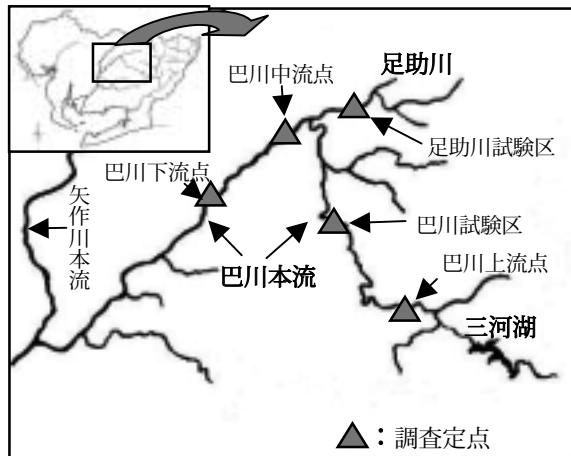 足助川
巴川中流点
足助川試験区
巴川下流点
矢作川本流
巴川試験区
巴川本流
巴川上流点
三河湖
：調査定点